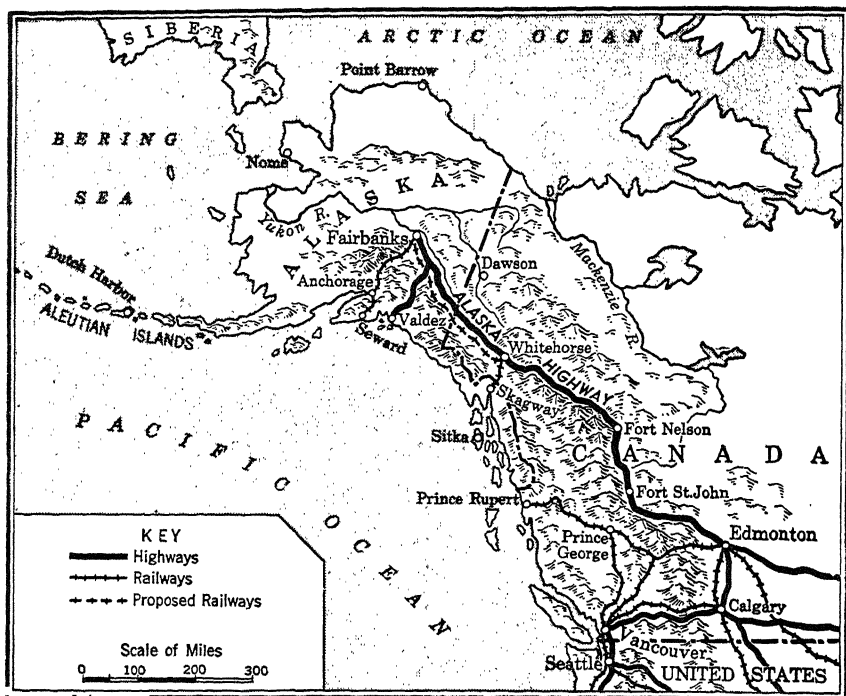 SIBERIA
ARCTIC OCEAN
Point Barrow
BERING
SEA
Nome
ALASKA
Yukon R.
Fairbanks
Dawson
Mackenzie R.
Dutch Harbor
Anchorage
ALEUTIAN ISLANDS
Seward
Valdez
ALASKA HIGHWAY
Whitehorse
Skagway
PACIFIC OCEAN
Sitka
Fort Nelson
CANADA
Prince Rupert
Fort St. John
Prince
George
Edmonton
Calgary
Vancouver
Seattle
UNITED STATES
KEY
Highways
Railways
Proposed Railways
Scale of Miles
0 100 200 300